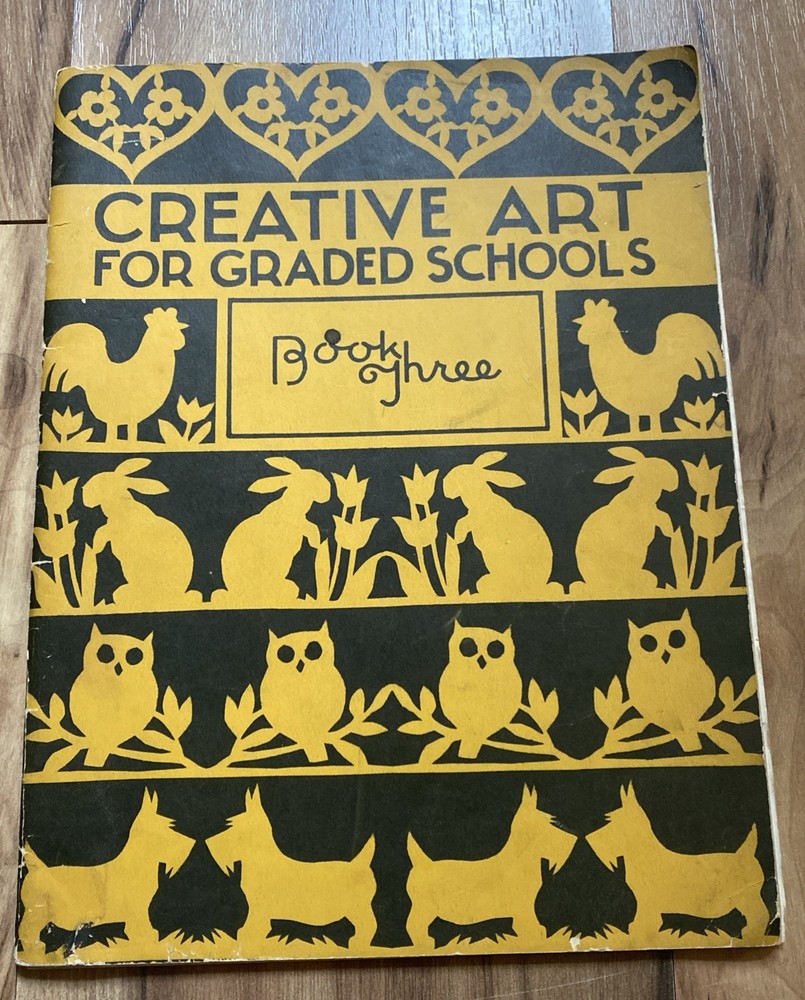 CREATIVE ART
FOR GRADED SCHOOLS
Book
Three